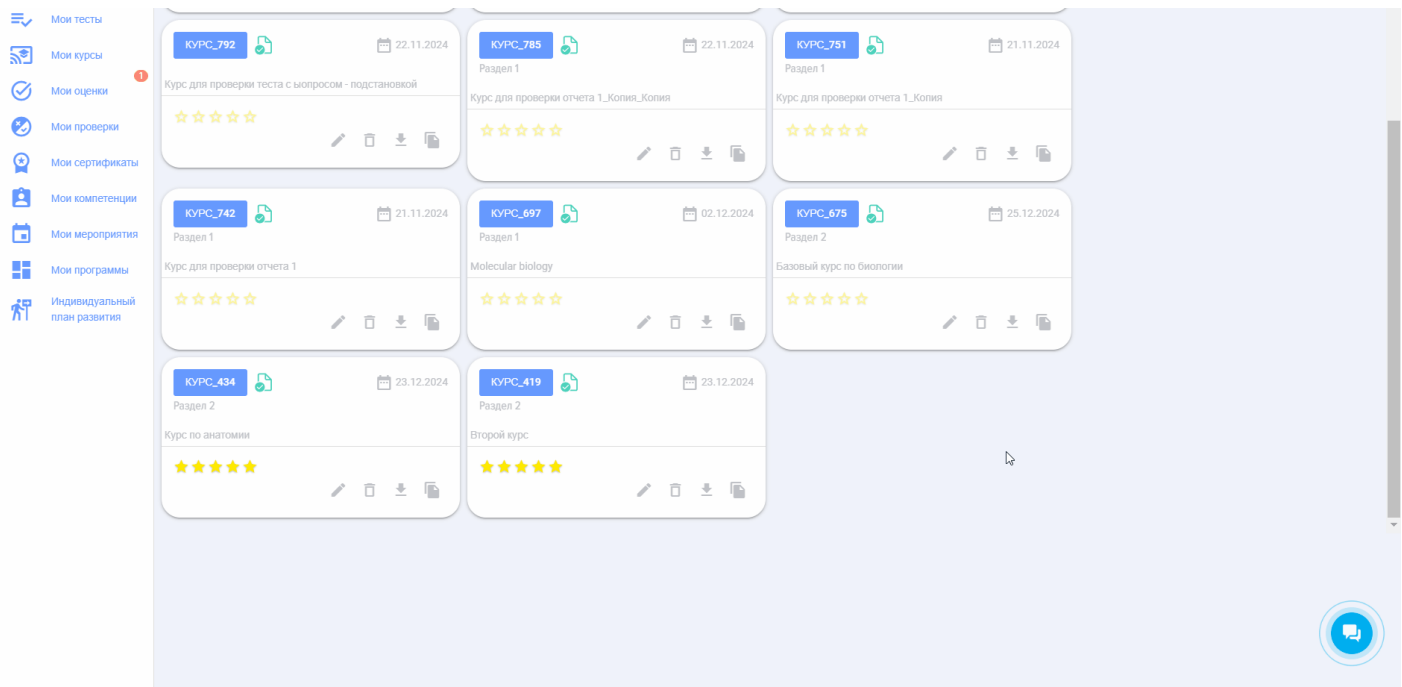 Мои тесты
Мои курсы
1
Мои оценки
Мои проверки
Мои сертификаты
Мои компетенции
Мои мероприятия
Мои программы
Индивидуальный
план развития
КУРС_792
22.11.2024
Курс для проверки теста с ыопросом - подстановкой
КУРС_785
22.11.2024
Раздел 1
Курс для проверки отчета 1_Копия_Копия
КУРС_751
21.11.2024
Раздел 1
Курс для проверки отчета 1_Копия
КУРС_742
21.11.2024
Раздел 1
Курс для проверки отчета 1
КУРС_697
02.12.2024
Раздел 1
Molecular biology
КУРС_675
25.12.2024
Раздел 2
Базовый курс по биологии
КУРС_434
23.12.2024
Раздел 2
Курс по анатомии
КУРС_419
23.12.2024
Раздел 2
Второй курс